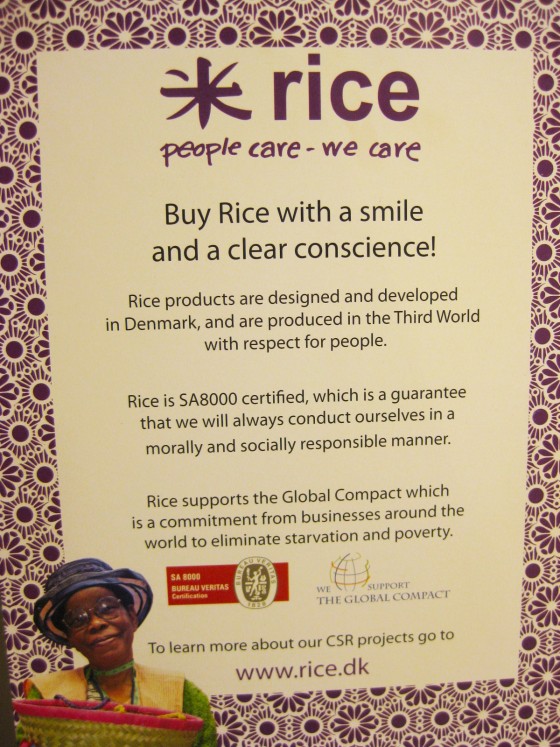 米 rice
people care - we care
Buy Rice with a smile
and a clear conscience!
Rice products are designed and developed
in Denmark, and are produced in the Third World
with respect for people.
Rice is SA8000 certified, which is a guarantee
that we will always conduct ourselves in a
morally and socially responsible manner.
Rice supports the Global Compact which
is a commitment from businesses around the
world to eliminate starvation and poverty.
SA 8000
BUREAU VERITAS
Certification
BUREAU VERITAS
1828
WE SUPPORT
THE GLOBAL COMPACT
To learn more about our CSR projects go to
www.rice.dk